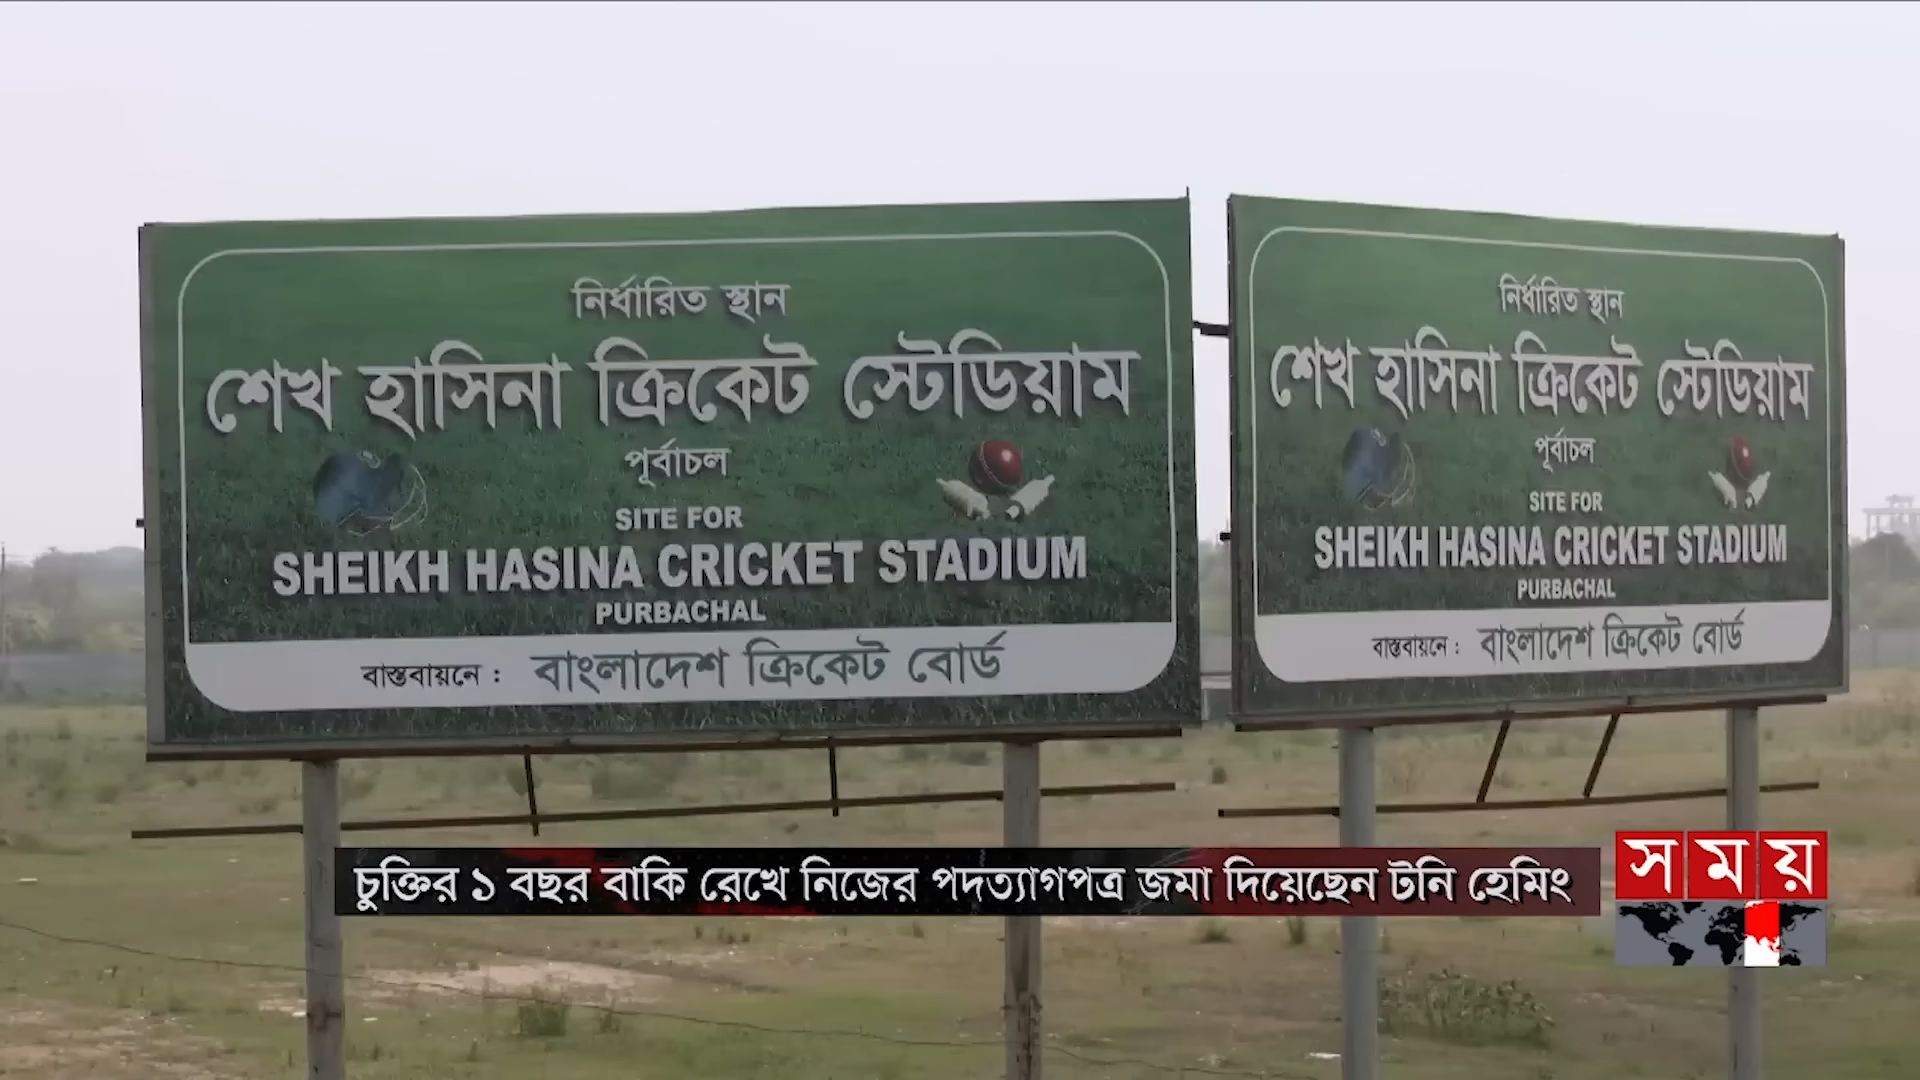 নির্ধারিত স্থান
শেখ হাসিনা ক্রিকেট স্টেডিয়াম
পূর্বাচল
SITE FOR
SHEIKH HASINA CRICKET STADIUM
PURBACHAL
বাস্তবায়নে : বাংলাদেশ ক্রিকেট বোর্ড
নির্ধারিত স্থান
শেখ হাসিনা ক্রিকেট স্টেডিয়াম
পূর্বাচল
SITE FOR
SHEIKH HASINA CRICKET STADIUM
PURBACHAL
বাস্তবায়নে : বাংলাদেশ ক্রিকেট বোর্ড
চুক্তির ১ বছর বাকি রেখে নিজের পদত্যাগপত্র জমা দিয়েছেন টনি হেমিং
সময়